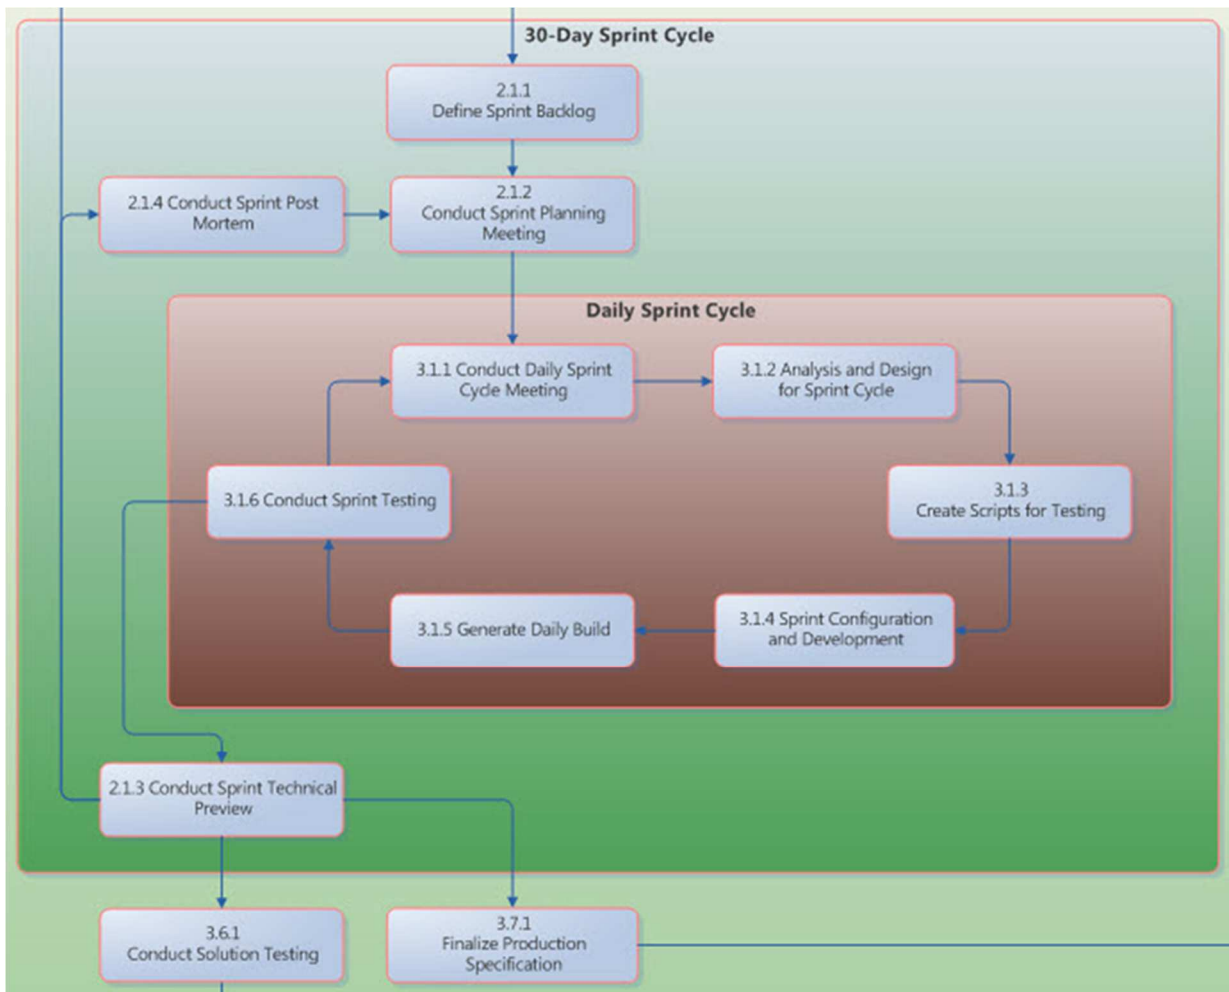 30-Day Sprint Cycle
2.1.1
Define Sprint Backlog
2.1.4 Conduct Sprint Post
Mortem
2.1.2
Conduct Sprint Planning
Meeting
Daily Sprint Cycle
3.1.1 Conduct Daily Sprint
Cycle Meeting
3.1.2 Analysis and Design
for Sprint Cycle
3.1.6 Conduct Sprint Testing
3.1.3
Create Scripts for Testing
3.1.5 Generate Daily Build
3.1.4 Sprint Configuration
and Development
2.1.3 Conduct Sprint Technical
Preview
3.6.1
Conduct Solution Testing
3.7.1
Finalize Production
Specification